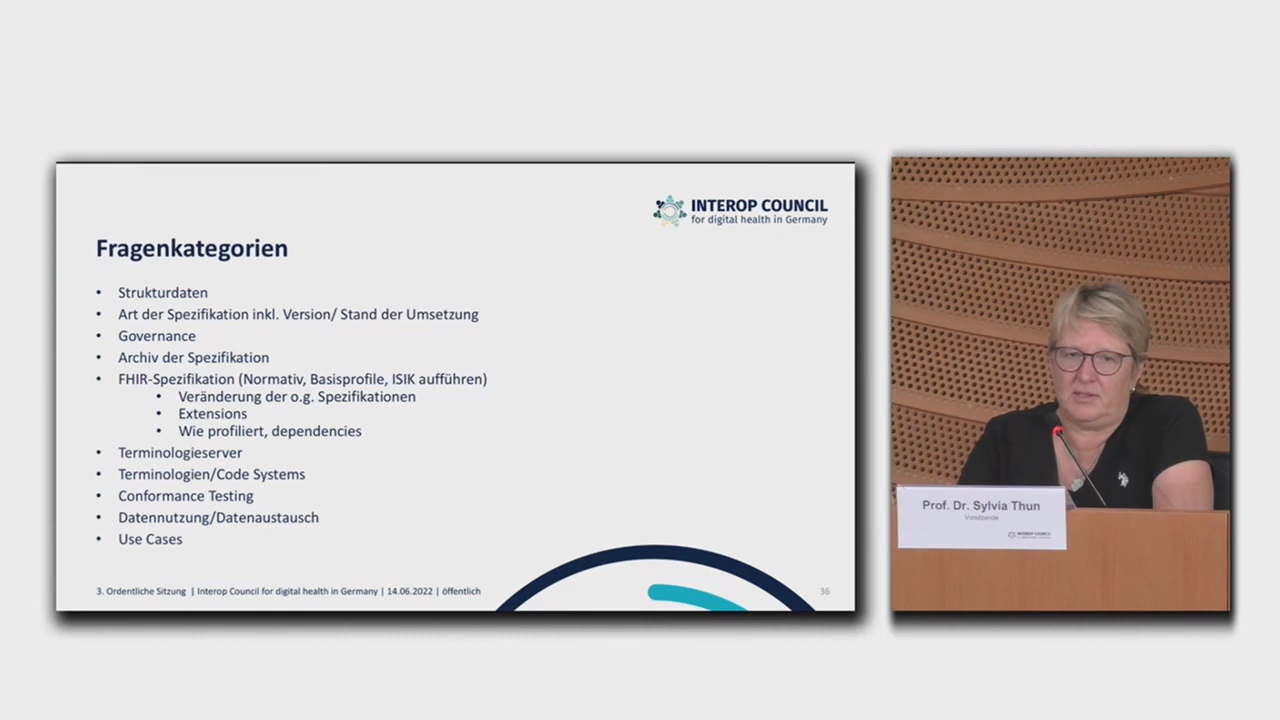 INTEROP COUNCIL
for digital health in Germany
Fragenkategorien
• Strukturdaten
• Art der Spezifikation inkl. Version/ Stand der Umsetzung
• Governance
• Archiv der Spezifikation
• FHIR-Spezifikation (Normativ, Basisprofile, ISIK aufführen)
• Veränderung der o.g. Spezifikationen
• Extensions
• Wie profiliert, dependencies
• Terminologieserver
• Terminologien/Code Systems
• Conformance Testing
• Datennutzung/Datenaustausch
• Use Cases
3. Ordentliche Sitzung | Interop Council for digital health in Germany | 14.06.2022 | öffentlich
36
Prof. Dr. Sylvia Thun
Vorsitzende
INTEROP COUNCIL